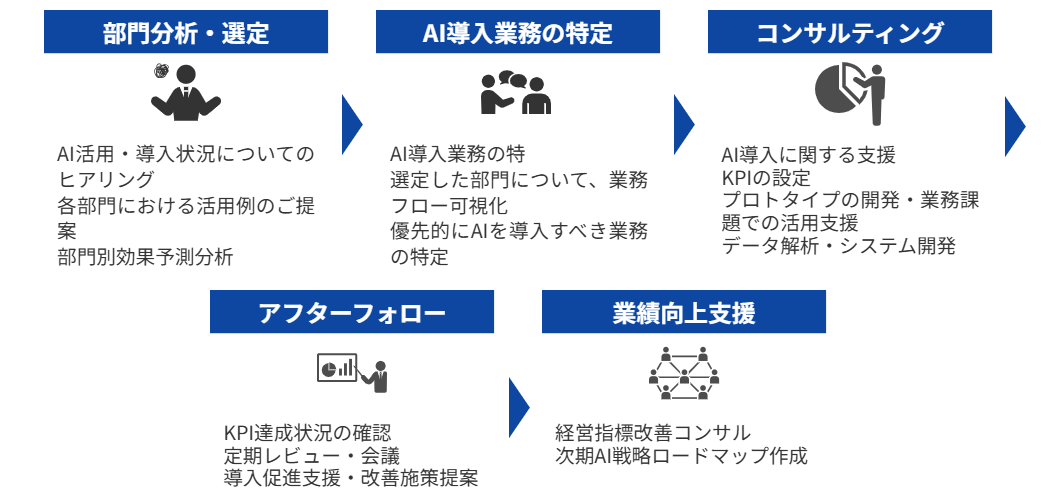 部門分析・選定
AI活用・導入状況についての
ヒアリング
各部門における活用例のご提
案
部門別効果予測分析
AI導入業務の特定
AI導入業務の特
選定した部門について、業務
フロー可視化
優先的にAIを導入すべき業務
の特定
コンサルティング
AI導入に関する支援
KPIの設定
プロトタイプの開発・業務課
題での活用支援
データ解析・システム開発
アフターフォロー
KPI達成状況の確認
定期レビュー・会議
導入促進支援・改善施策提案
業績向上支援
経営指標改善コンサル
次期AI戦略ロードマップ作成